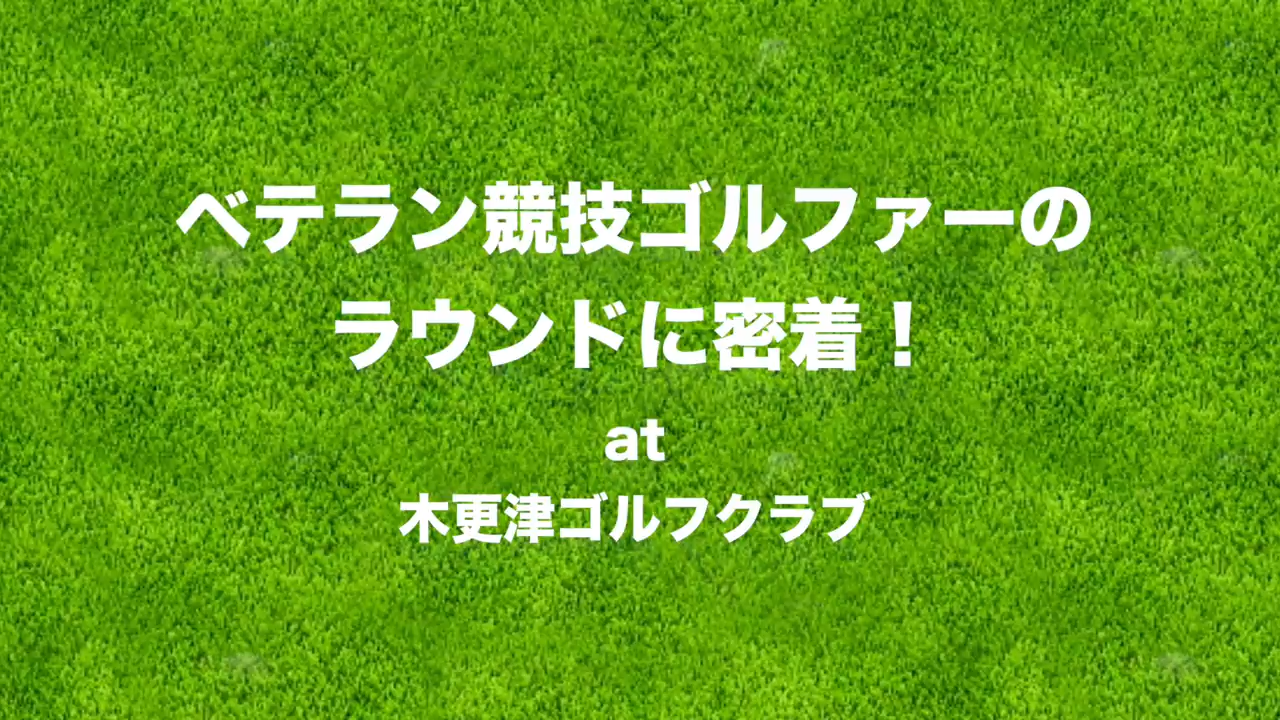 ベテラン競技ゴルファーの
ラウンドに密着！
at
木更津ゴルフクラブ